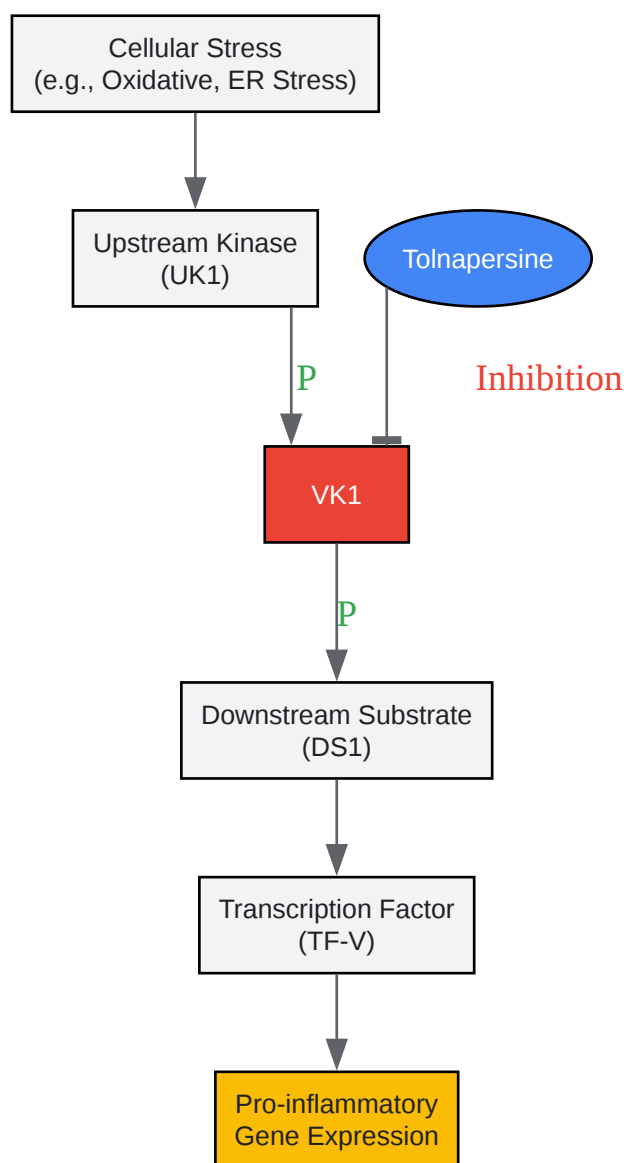 Cellular Stress
(e.g., Oxidative, ER Stress)
Upstream Kinase
(UK1)
Tolnapersine
P
Inhibition
VK1
P
Downstream Substrate
(DS1)
Transcription Factor
(TF-V)
Pro-inflammatory
Gene Expression